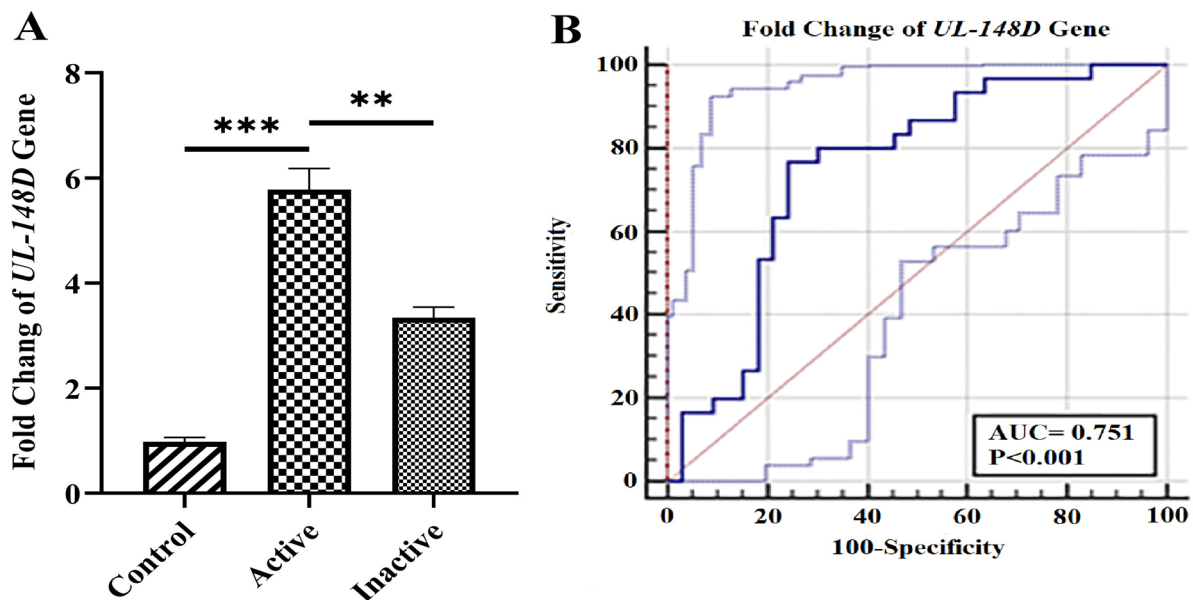 A
Fold Chang of UL-148D Gene
8
6
4
2
0
***
**
Control
Active
Inactive
B
Fold Change of UL-148D Gene
Sensitivity
100
80
60
40
20
0
AUC= 0.751
P<0.001
0 20 40 60 80 100
100-Specificity